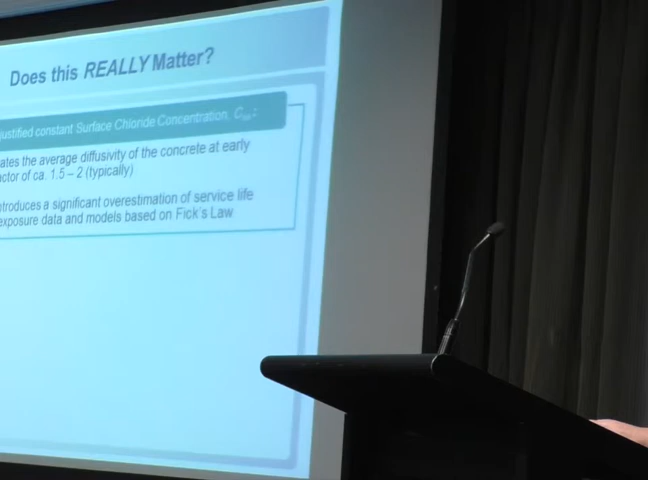 Does this REALLY Matter?
justified constant Surface Chloride Concentration,
ates the average diffusivity of the concrete at early
actor of ca. 1.5 – 2 (typically)
ntroduces a significant overestimation of service life
exposure data and models based on Fick's Law